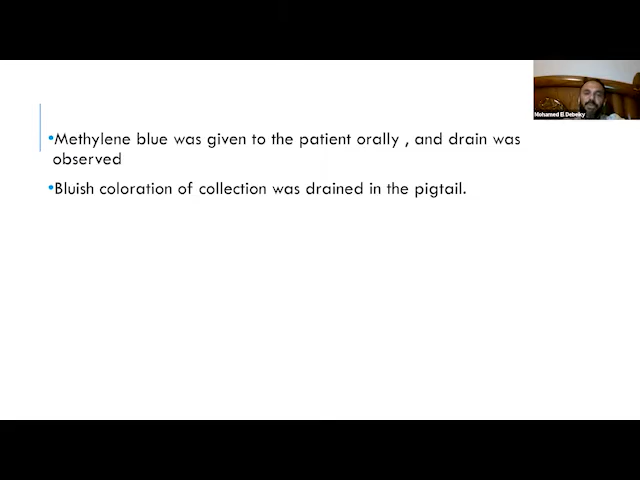 •Methylene blue was given to the patient orally , and drain was
observed
•Bluish coloration of collection was drained in the pigtail.
Mohamed El Debeiky